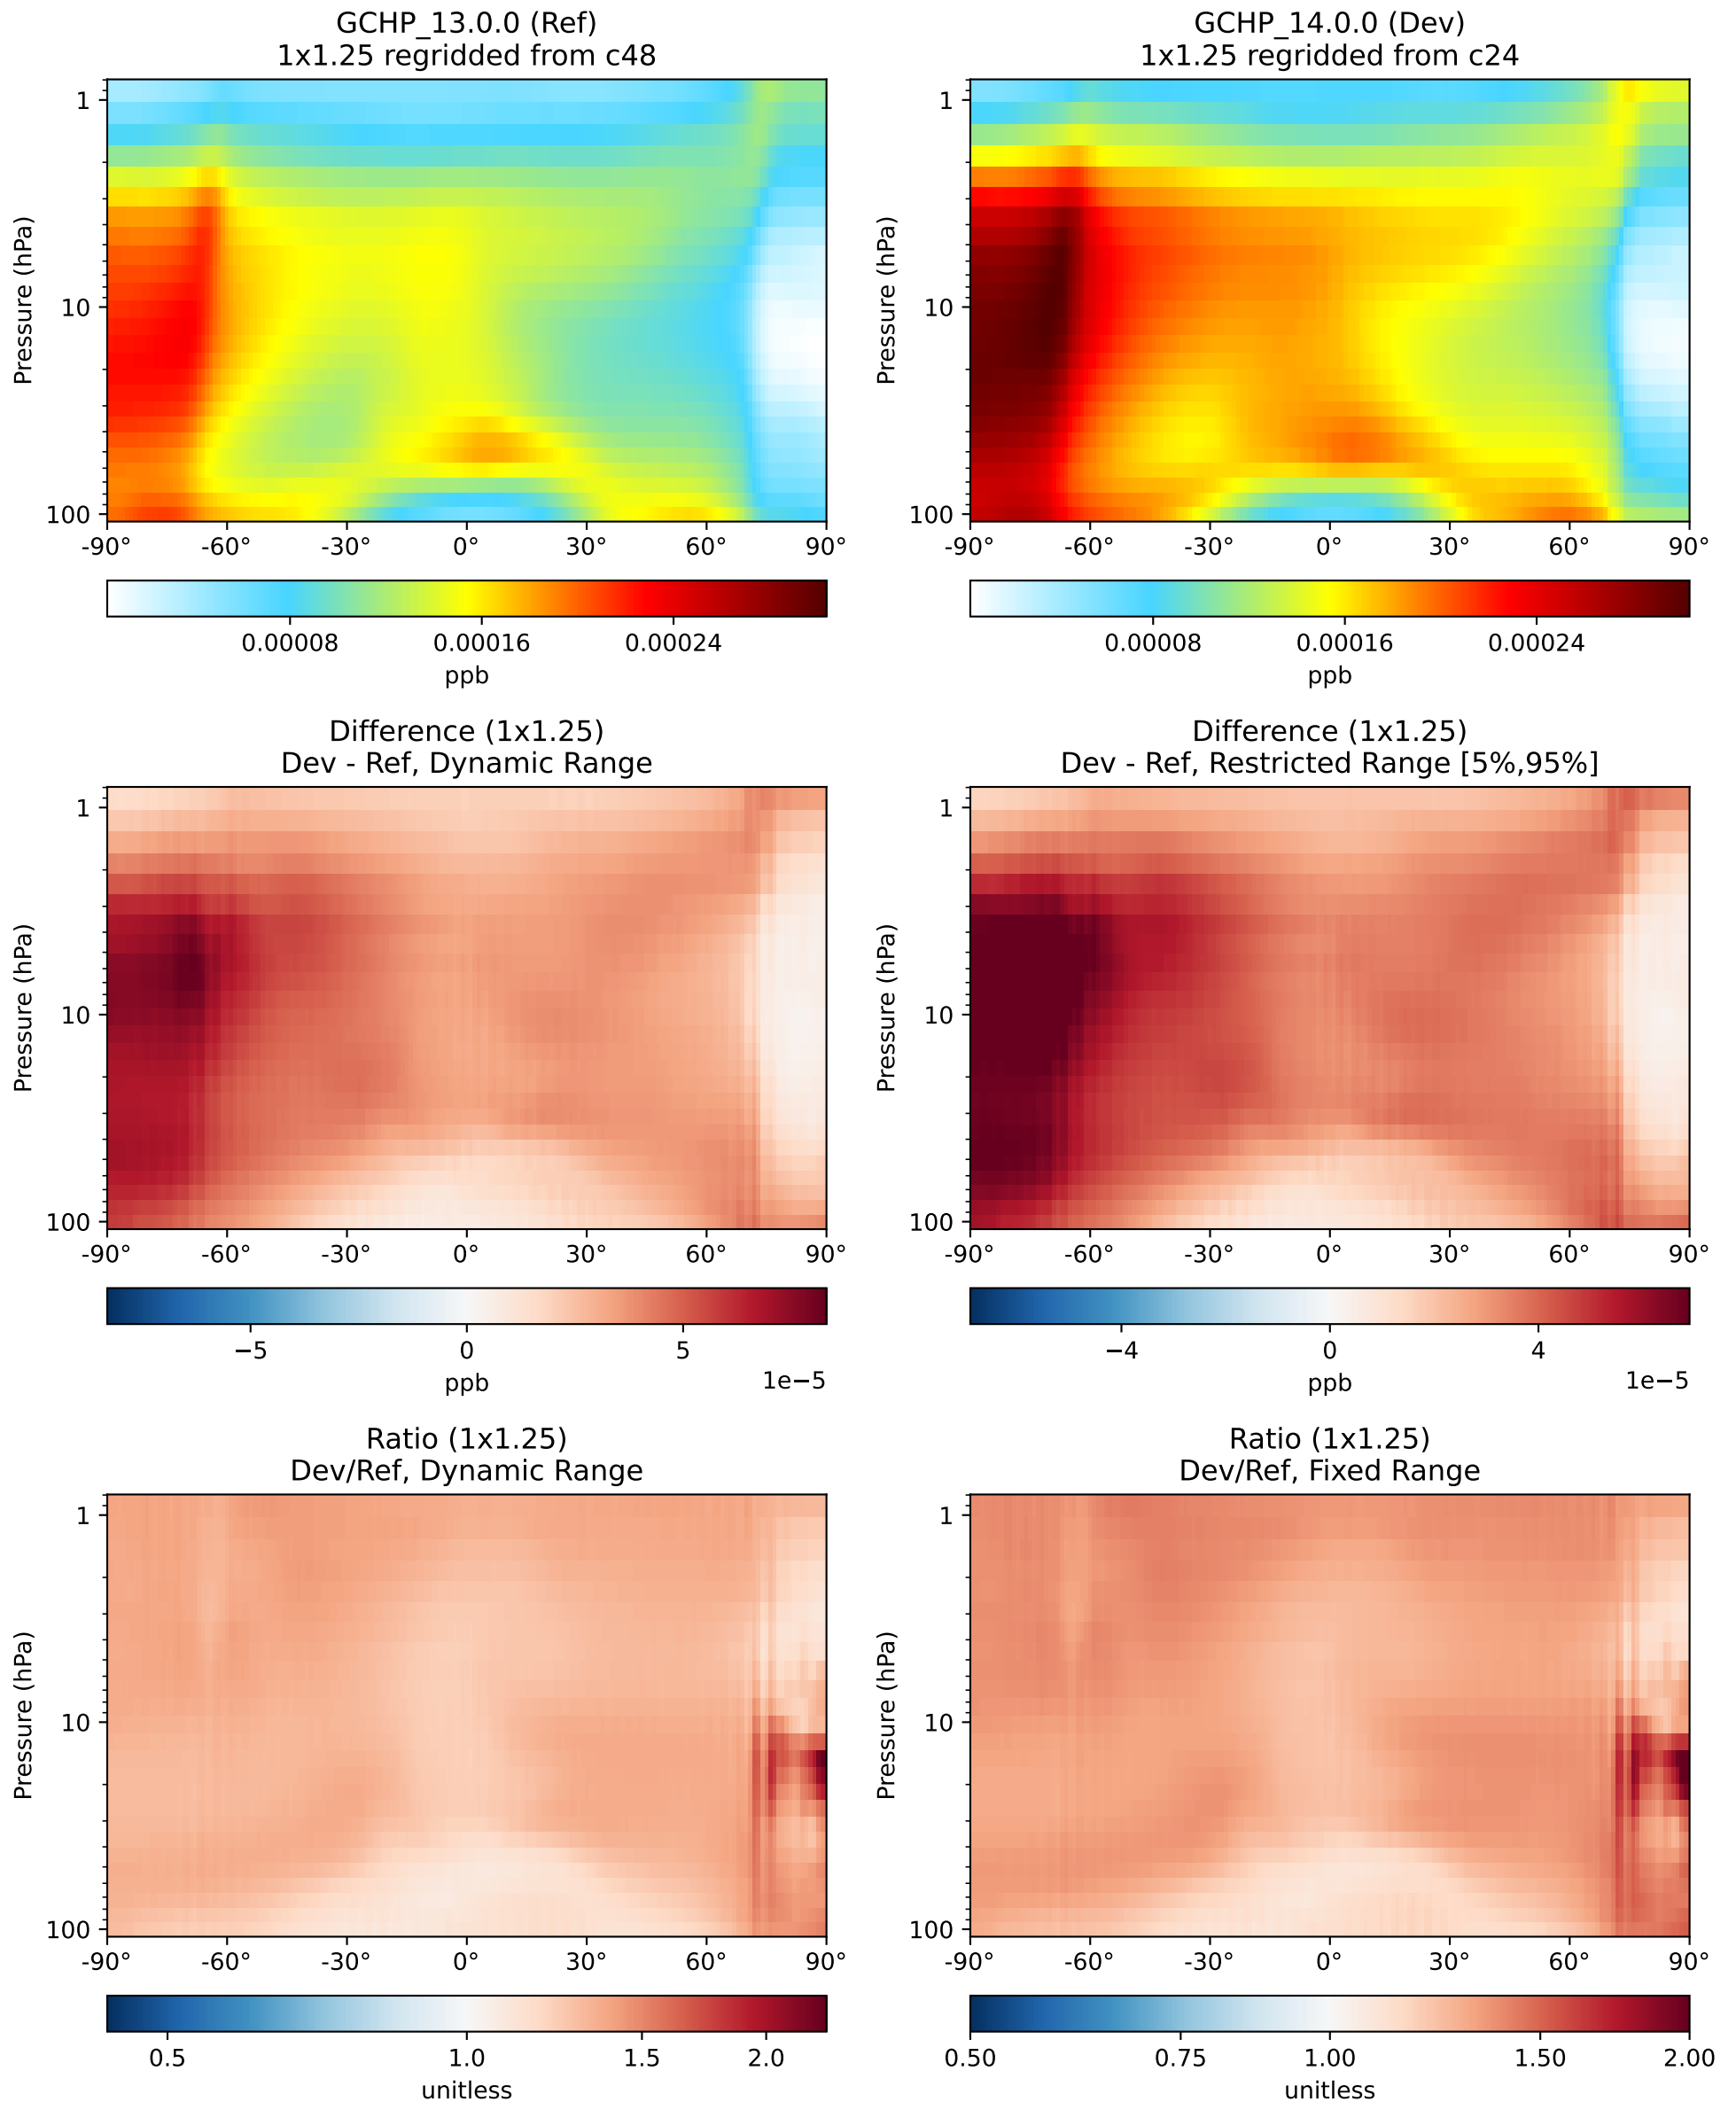 GCHP_13.0.0 (Ref)
1x1.25 regridded from c48
Pressure (hPa)
1
10
100
-90° -60° -30° 0° 30° 60° 90°
0.00008 0.00016 0.00024
ppb
GCHP_14.0.0 (Dev)
1x1.25 regridded from c24
Pressure (hPa)
1
10
100
-90° -60° -30° 0° 30° 60° 90°
0.00008 0.00016 0.00024
ppb
Difference (1x1.25)
Dev - Ref, Dynamic Range
Pressure (hPa)
1
10
100
-90° -60° -30° 0° 30° 60° 90°
−5 0 5
1e−5
ppb
Difference (1x1.25)
Dev - Ref, Restricted Range [5%,95%]
Pressure (hPa)
1
10
100
-90° -60° -30° 0° 30° 60° 90°
−4 0 4
1e−5
ppb
Ratio (1x1.25)
Dev/Ref, Dynamic Range
Pressure (hPa)
1
10
100
-90° -60° -30° 0° 30° 60° 90°
0.5 1.0 1.5 2.0
unitless
Ratio (1x1.25)
Dev/Ref, Fixed Range
Pressure (hPa)
1
10
100
-90° -60° -30° 0° 30° 60° 90°
0.50 0.75 1.00 1.50 2.00
unitless